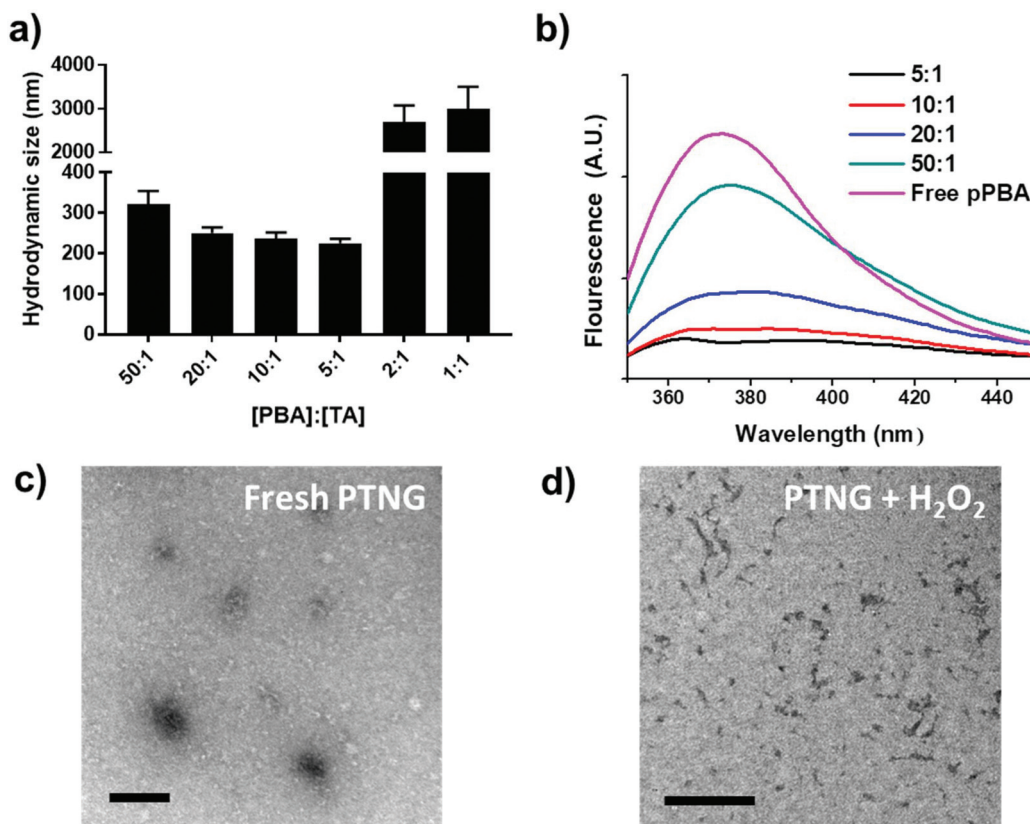 a)
Hydrodynamic size (nm)
4000
3000
2000
400
300
200
100
0
50:1
20:1
10:1
5:1
2:1
1:1
[PBA]:[TA]
b)
Flourescence (A.U.)
5:1
10:1
20:1
50:1
Free pPBA
360 380 400 420 440
Wavelength (nm)
c)
Fresh PTNG
d)
PTNG + H₂O₂